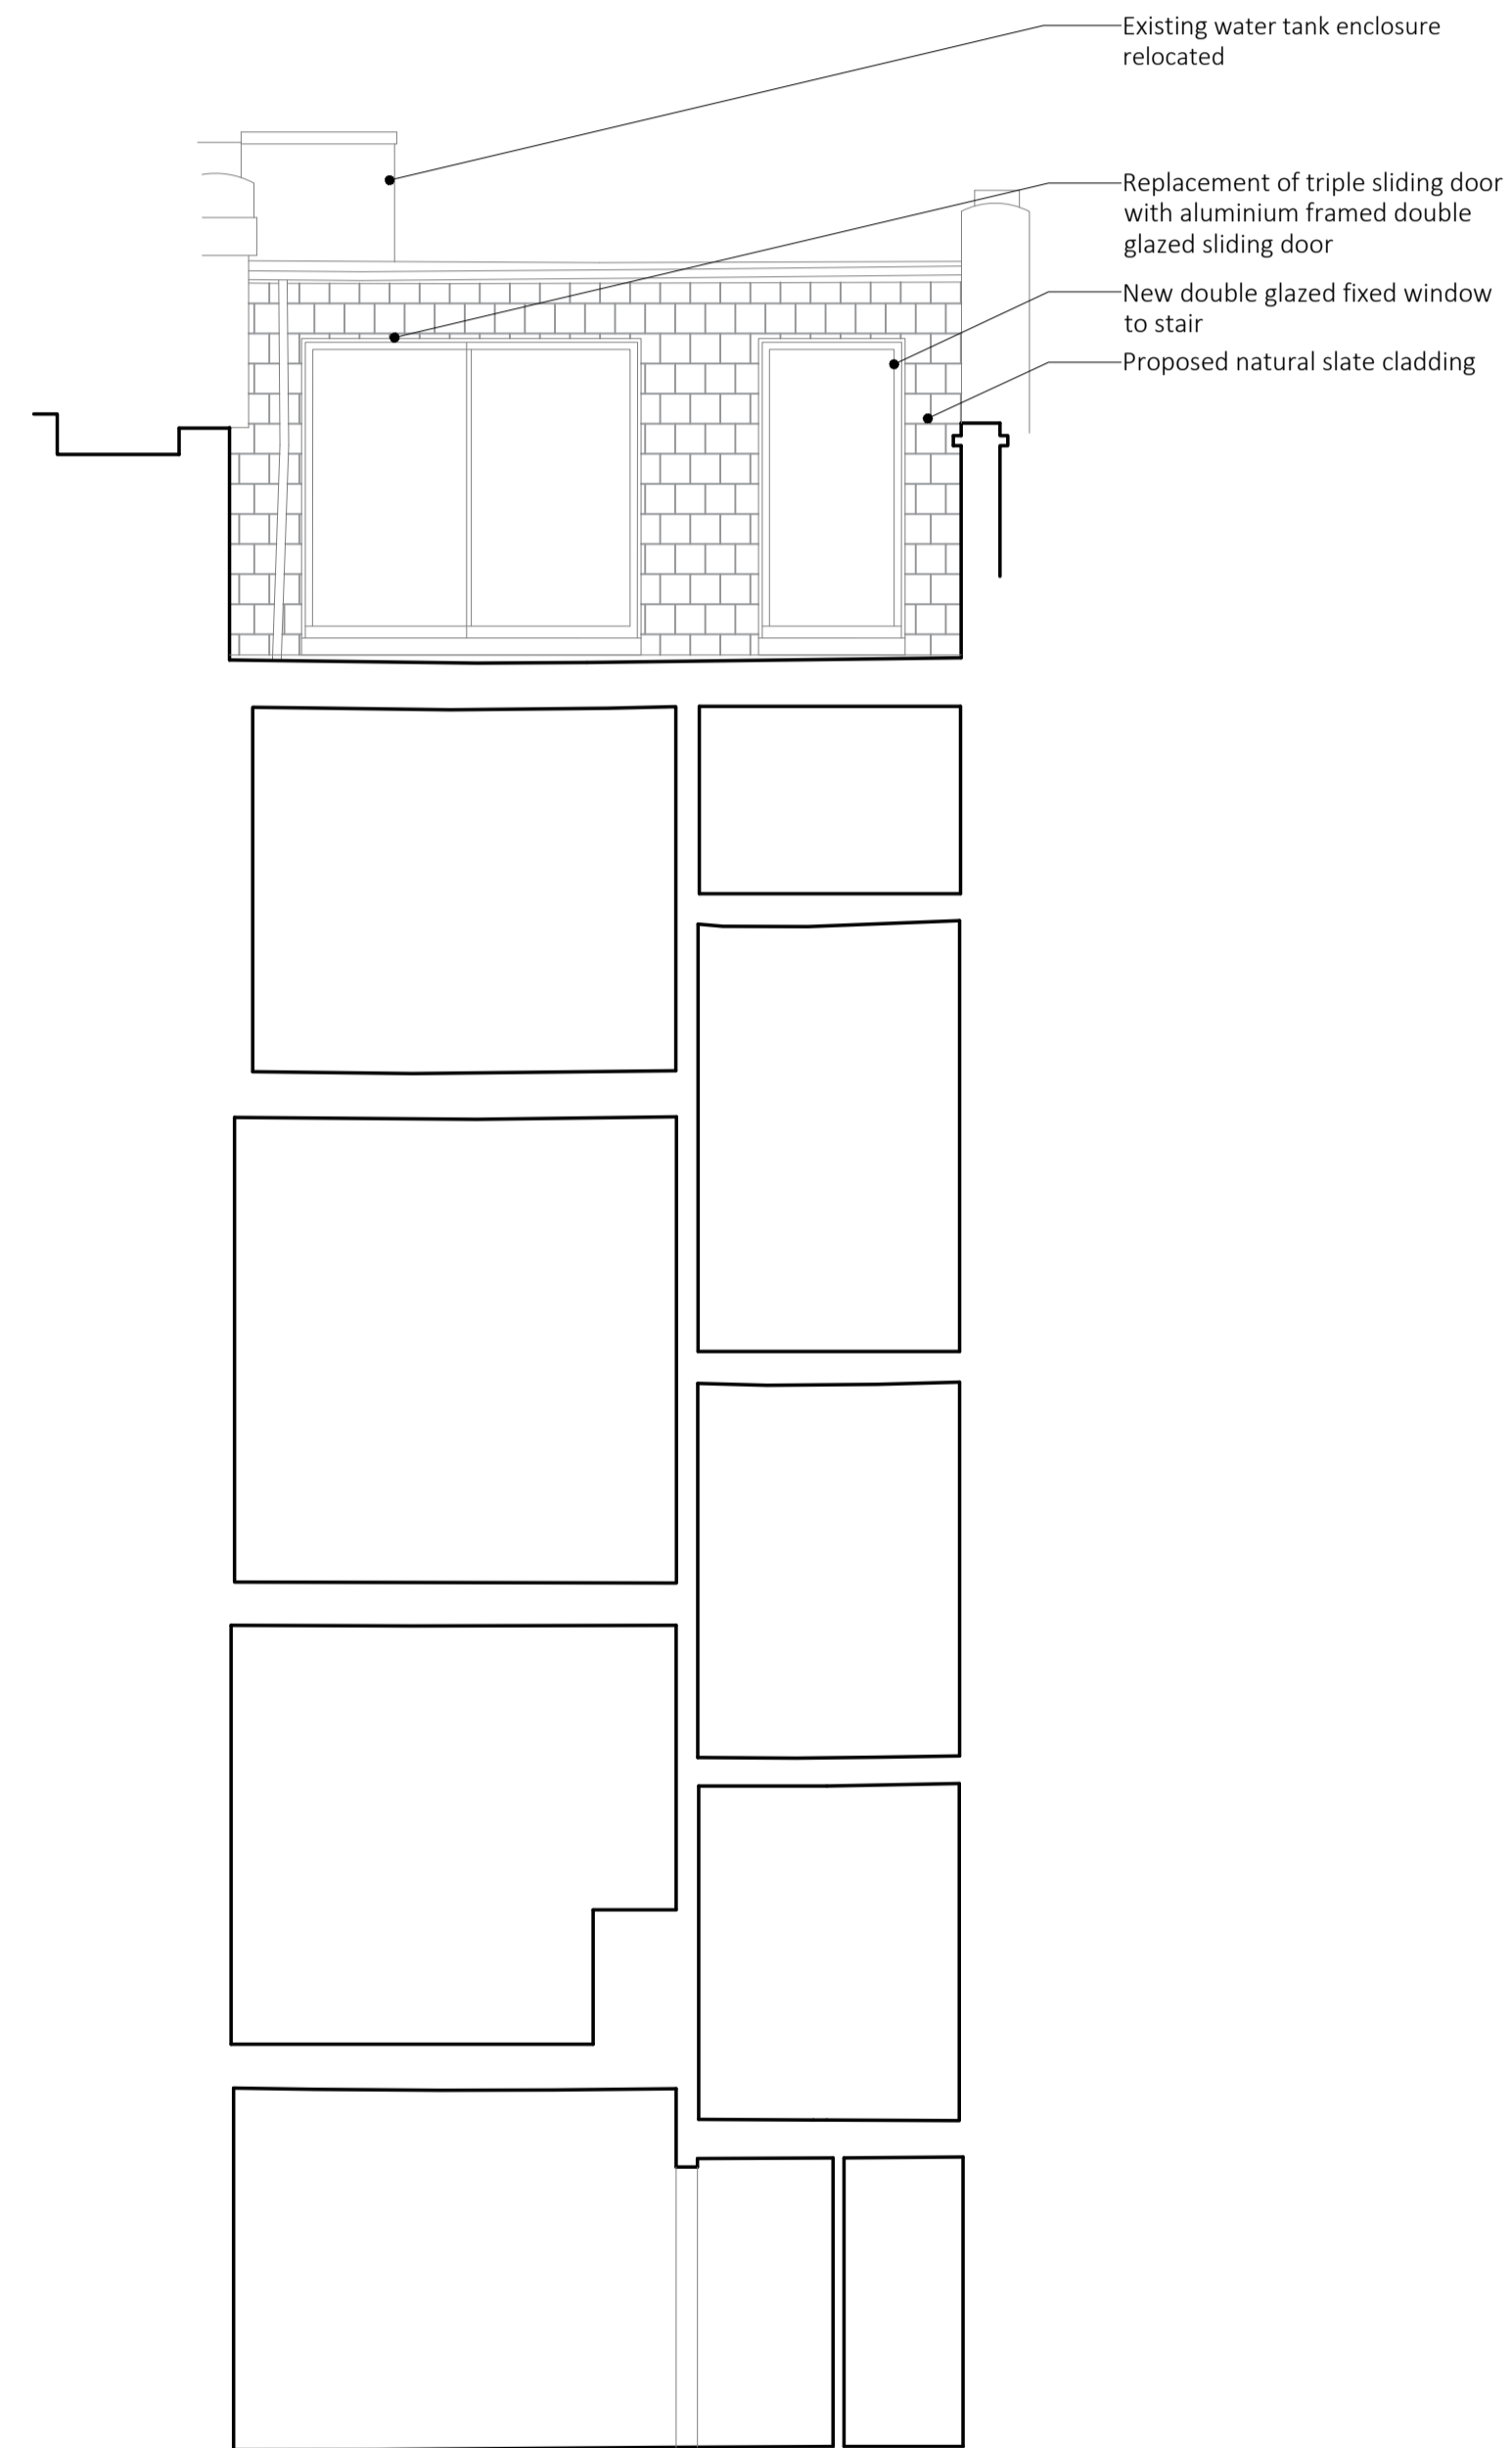 Existing water tank enclosure
relocated
Replacement of triple sliding door
with aluminium framed double
glazed sliding door
New double glazed fixed window
to stair
Proposed natural slate cladding